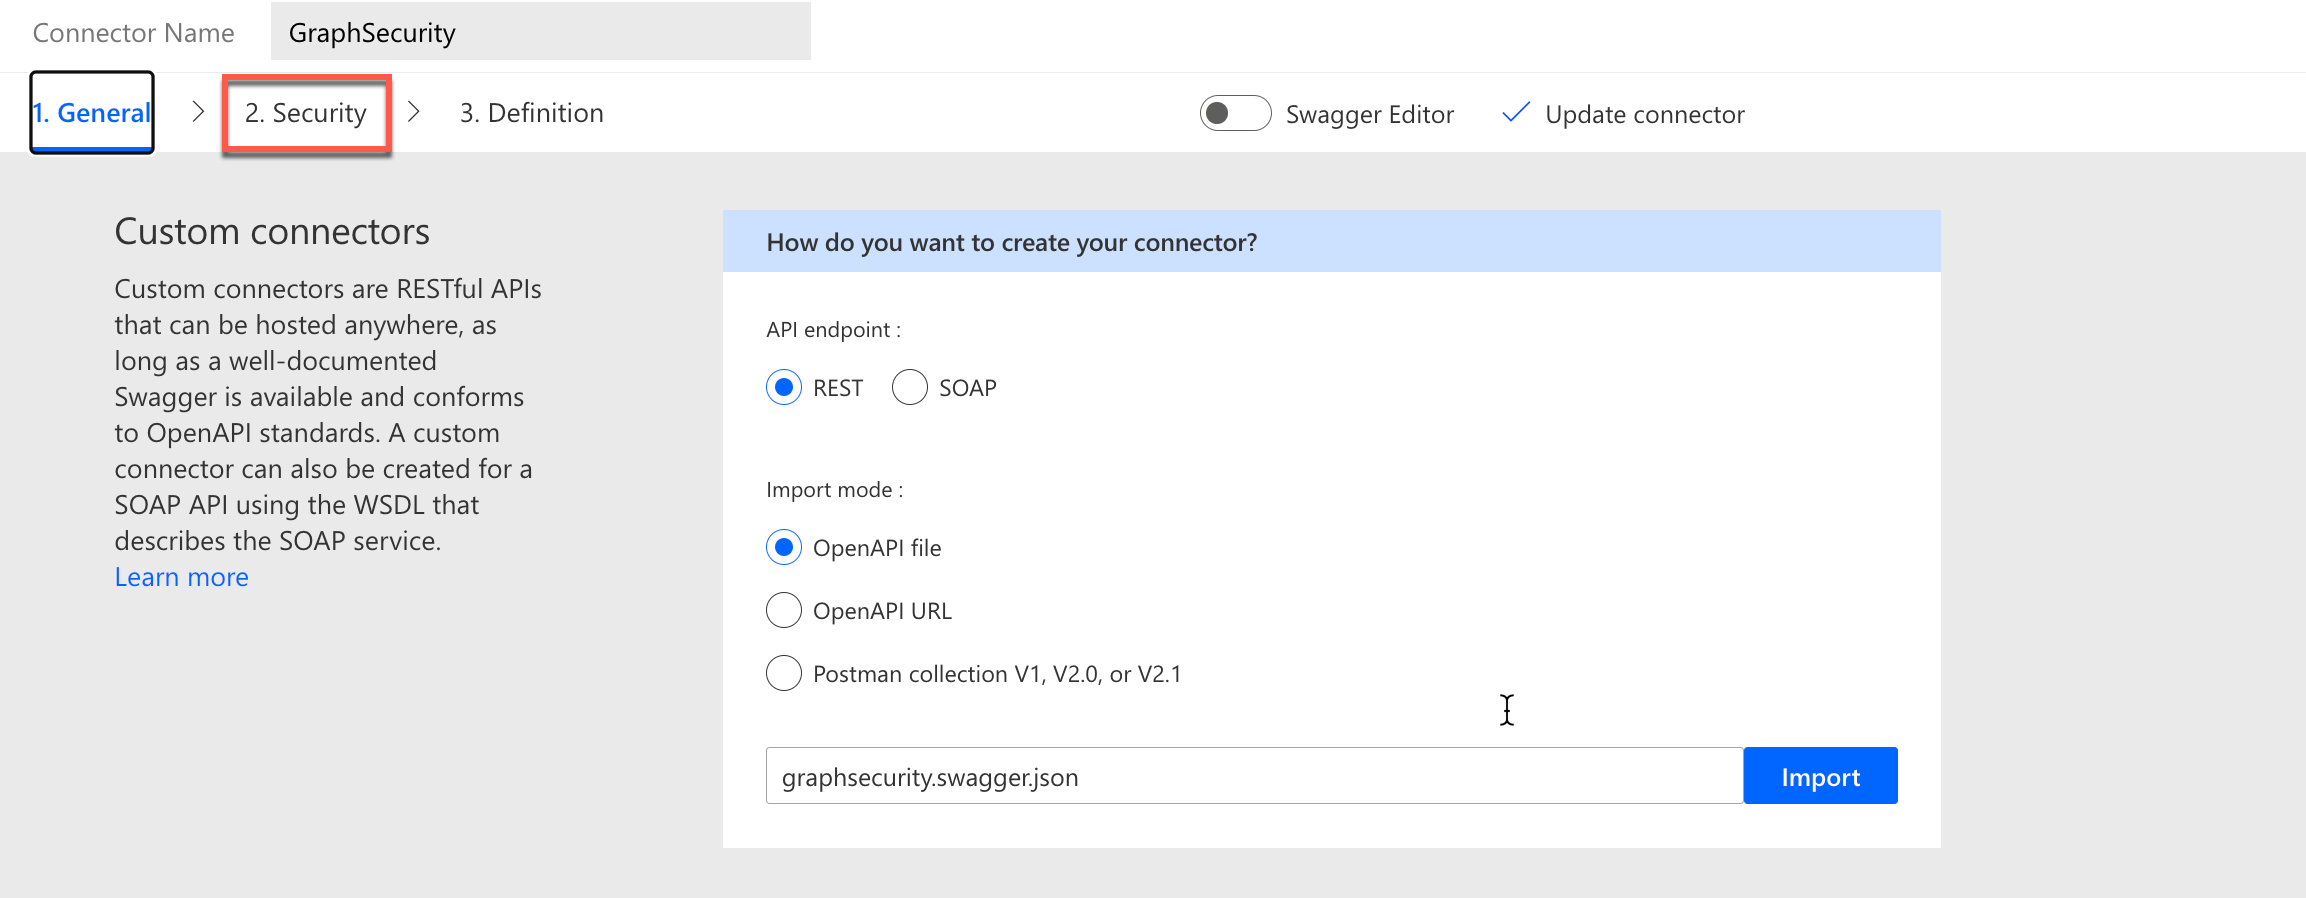 Connector Name
GraphSecurity
1. General
2. Security
3. Definition
Swagger Editor
Update connector
Custom connectors
Custom connectors are RESTful APIs
that can be hosted anywhere, as
long as a well-documented
Swagger is available and conforms
to OpenAPI standards. A custom
connector can also be created for a
SOAP API using the WSDL that
describes the SOAP service.
Learn more
How do you want to create your connector?
API endpoint :
REST
SOAP
Import mode :
OpenAPI file
OpenAPI URL
Postman collection V1, V2.0, or V2.1
graphsecurity.swagger.json
Import